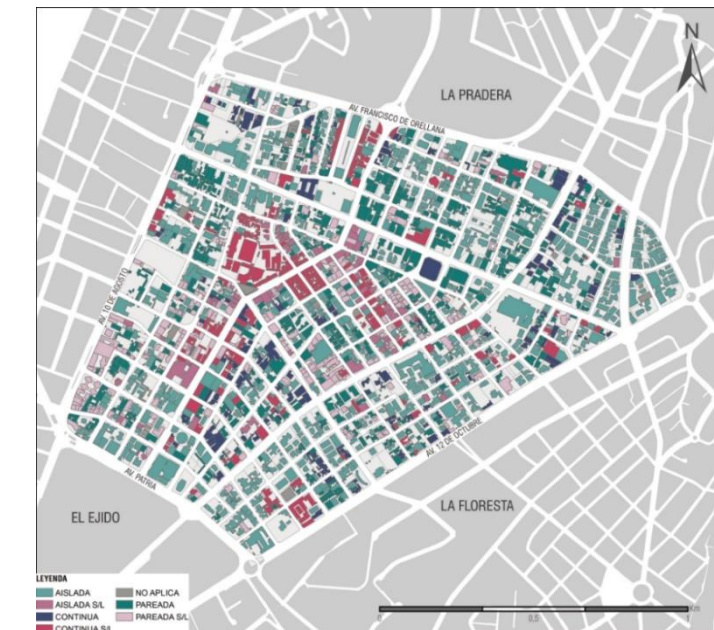 N
LA PRADERA
AV. FRANCISCO DE ORELLANA
AV. 10 DE AGOSTO
AV. 12 DE OCTUBRE
AV. PATRIA
EL EJIDO
LA FLORESTA
LEYENDA
AISLADA
AISLADA S/L
CONTINUA
CONTINUA S/L
NO APLICA
PAREADA
PAREADA S/L
0
0,5
1